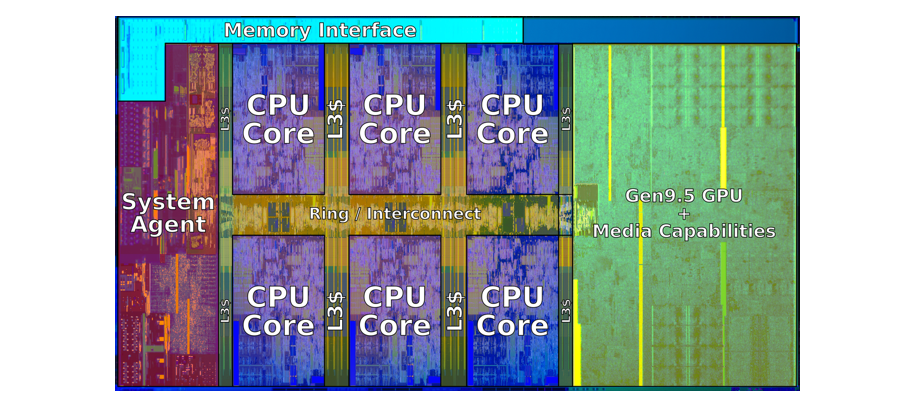 Memory Interface
L3$
CPU
Core
L3$
CPU
Core
L3$
CPU
Core
L3$
System
Agent
Ring / Interconnect
Gen9.5 GPU
+
Media Capabilities
L3$
CPU
Core
L3$
CPU
Core
L3$
CPU
Core
L3$